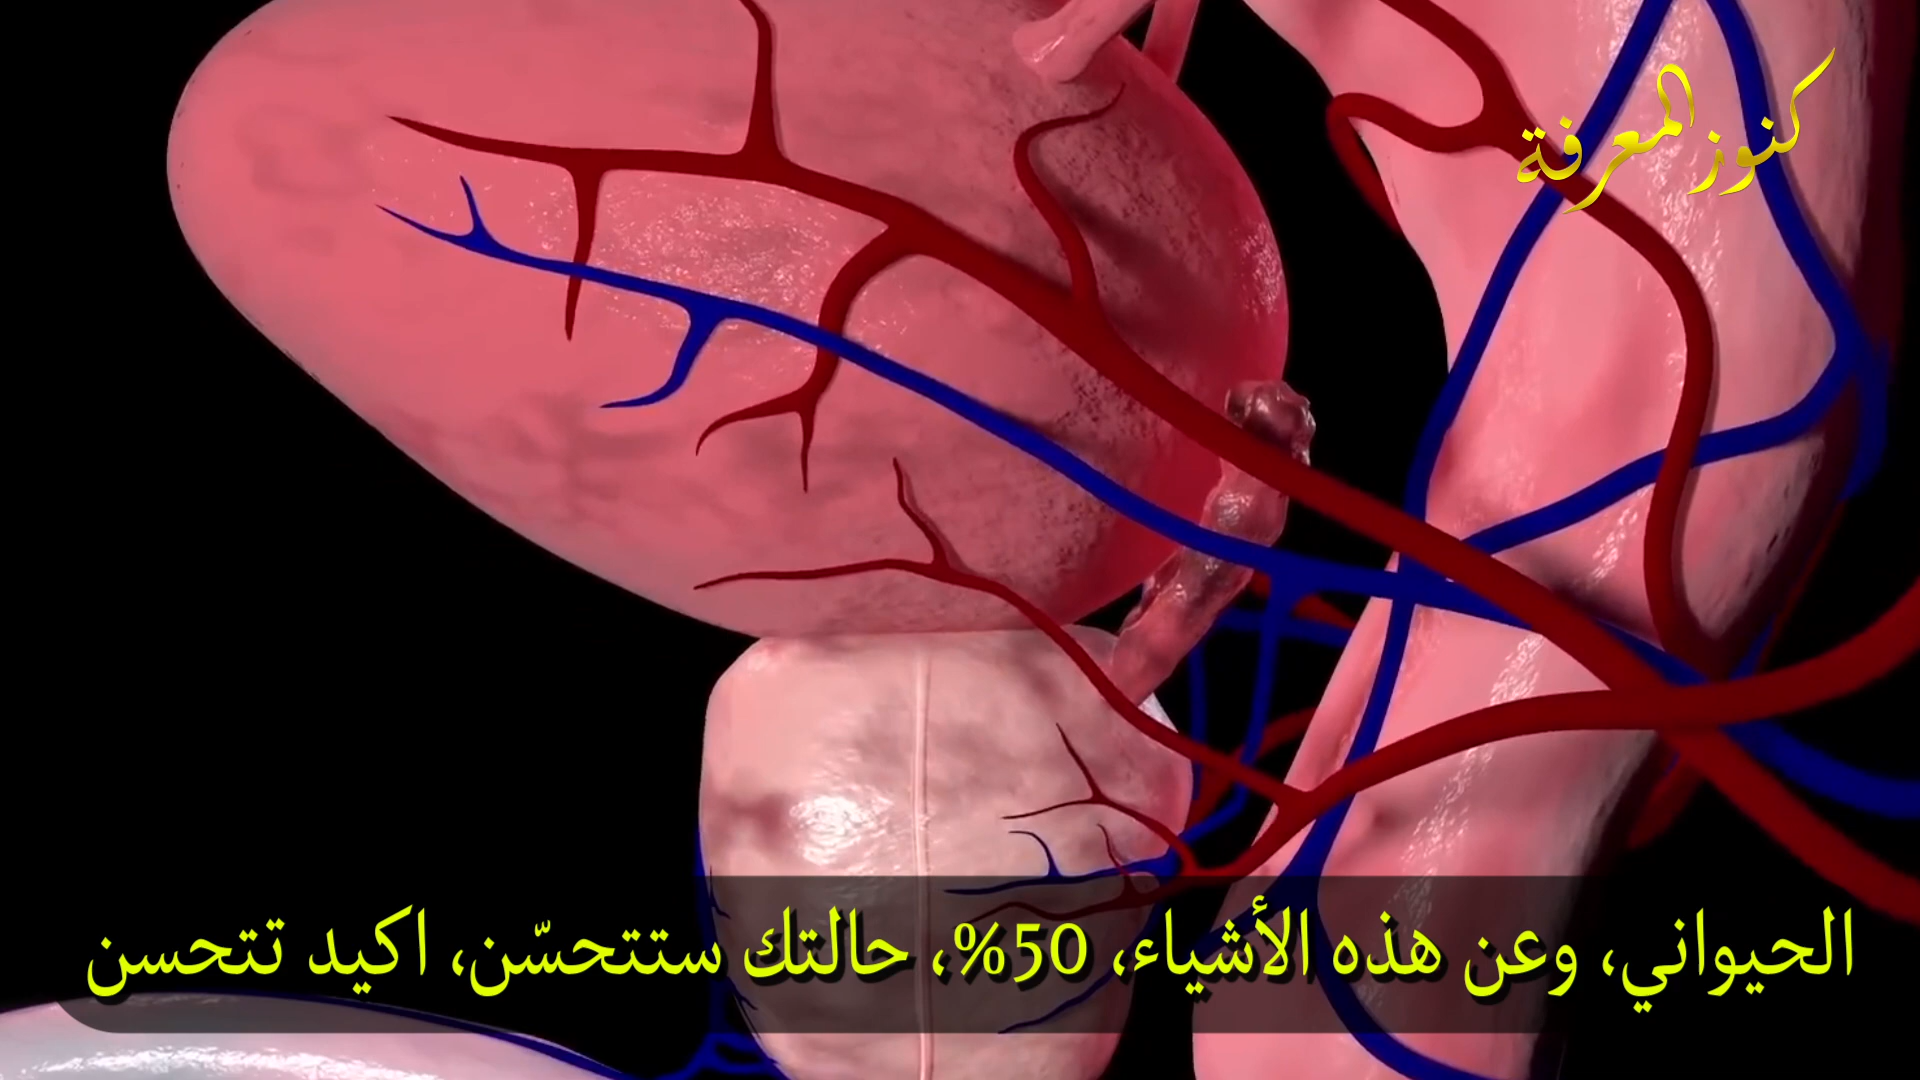 كنوز المعرفة
الحيواني، وعن هذه الأشياء، 50%، حالتك ستتحسّن، اكيد تتحسن